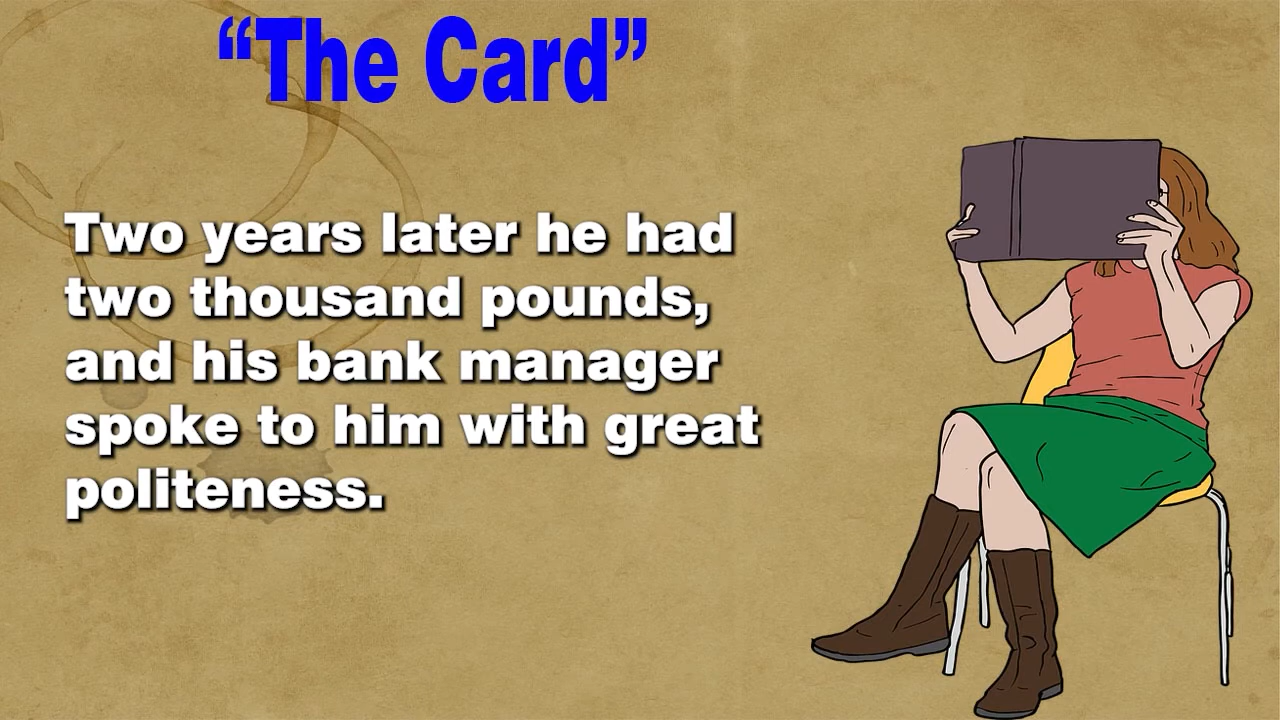 “The Card”
Two years later he had
two thousand pounds,
and his bank manager
spoke to him with great
politeness.